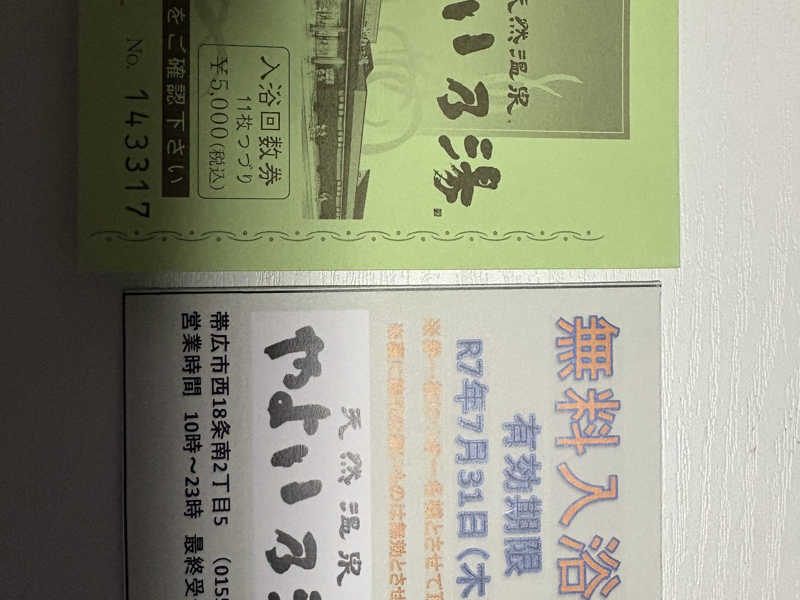 天然温泉
い乃湯
入浴回数券
11枚つづり
￥5,000(税込)
をご確認下さい
No. 143317
無料入浴
有効期限
R7年7月31日(木
天然温泉
やよい乃湯
帯広市西18条南2丁目5 (0155
営業時間 10時～23時 最終受